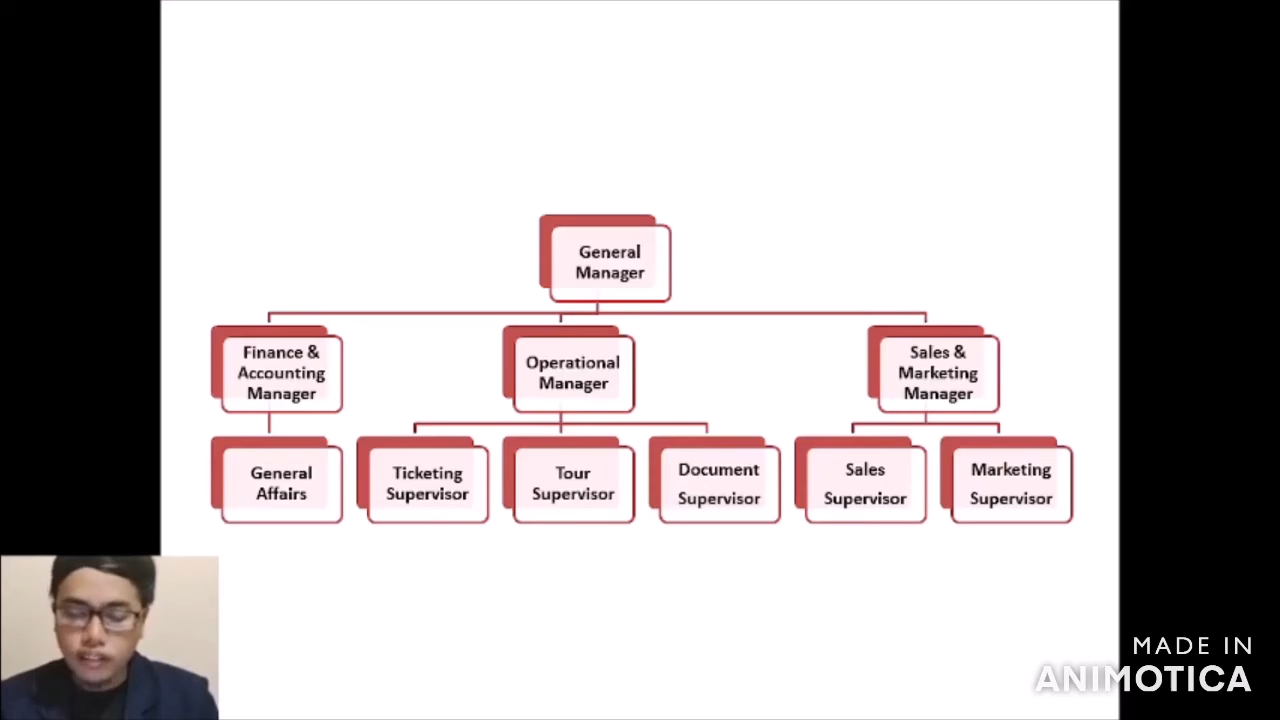 General
Manager
Finance &
Accounting
Manager
Operational
Manager
Sales &
Marketing
Manager
General
Affairs
Ticketing
Supervisor
Tour
Supervisor
Document
Supervisor
Sales
Supervisor
Marketing
Supervisor
MADE IN
ANIMOTICA